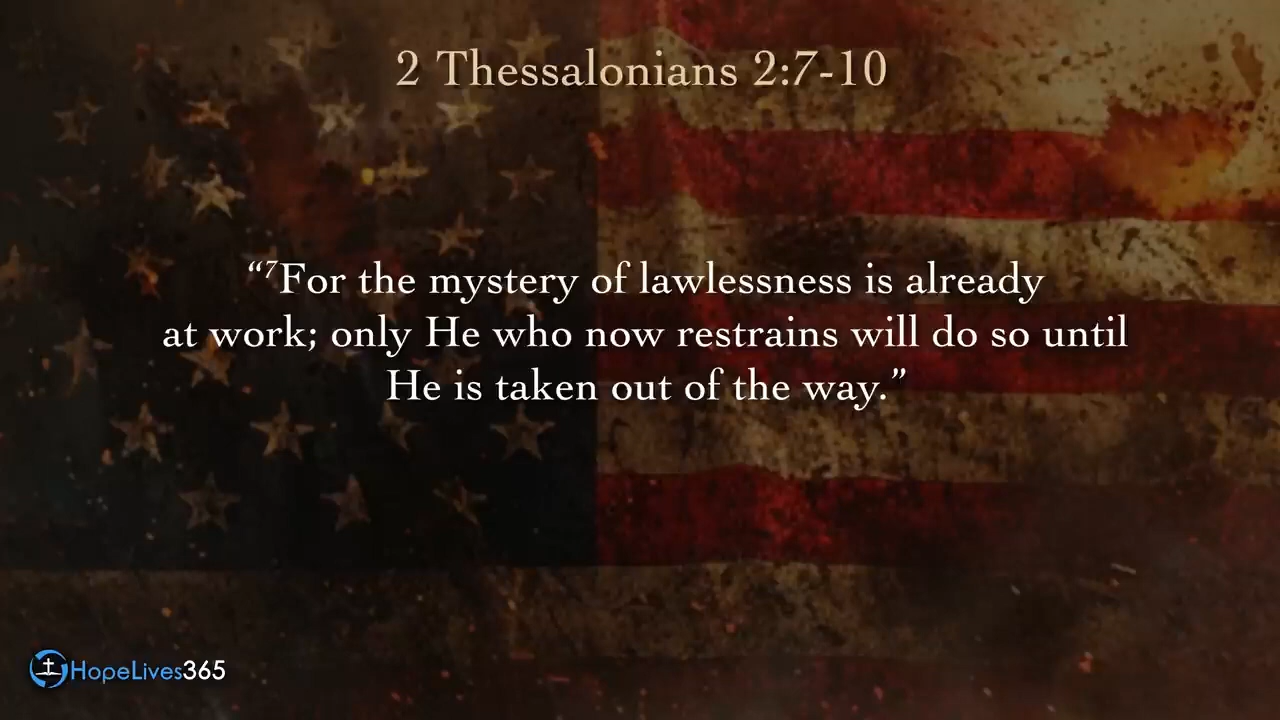 2 Thessalonians 2:7-10
“⁷For the mystery of lawlessness is already
at work; only He who now restrains will do so until
He is taken out of the way.”
HopeLives365